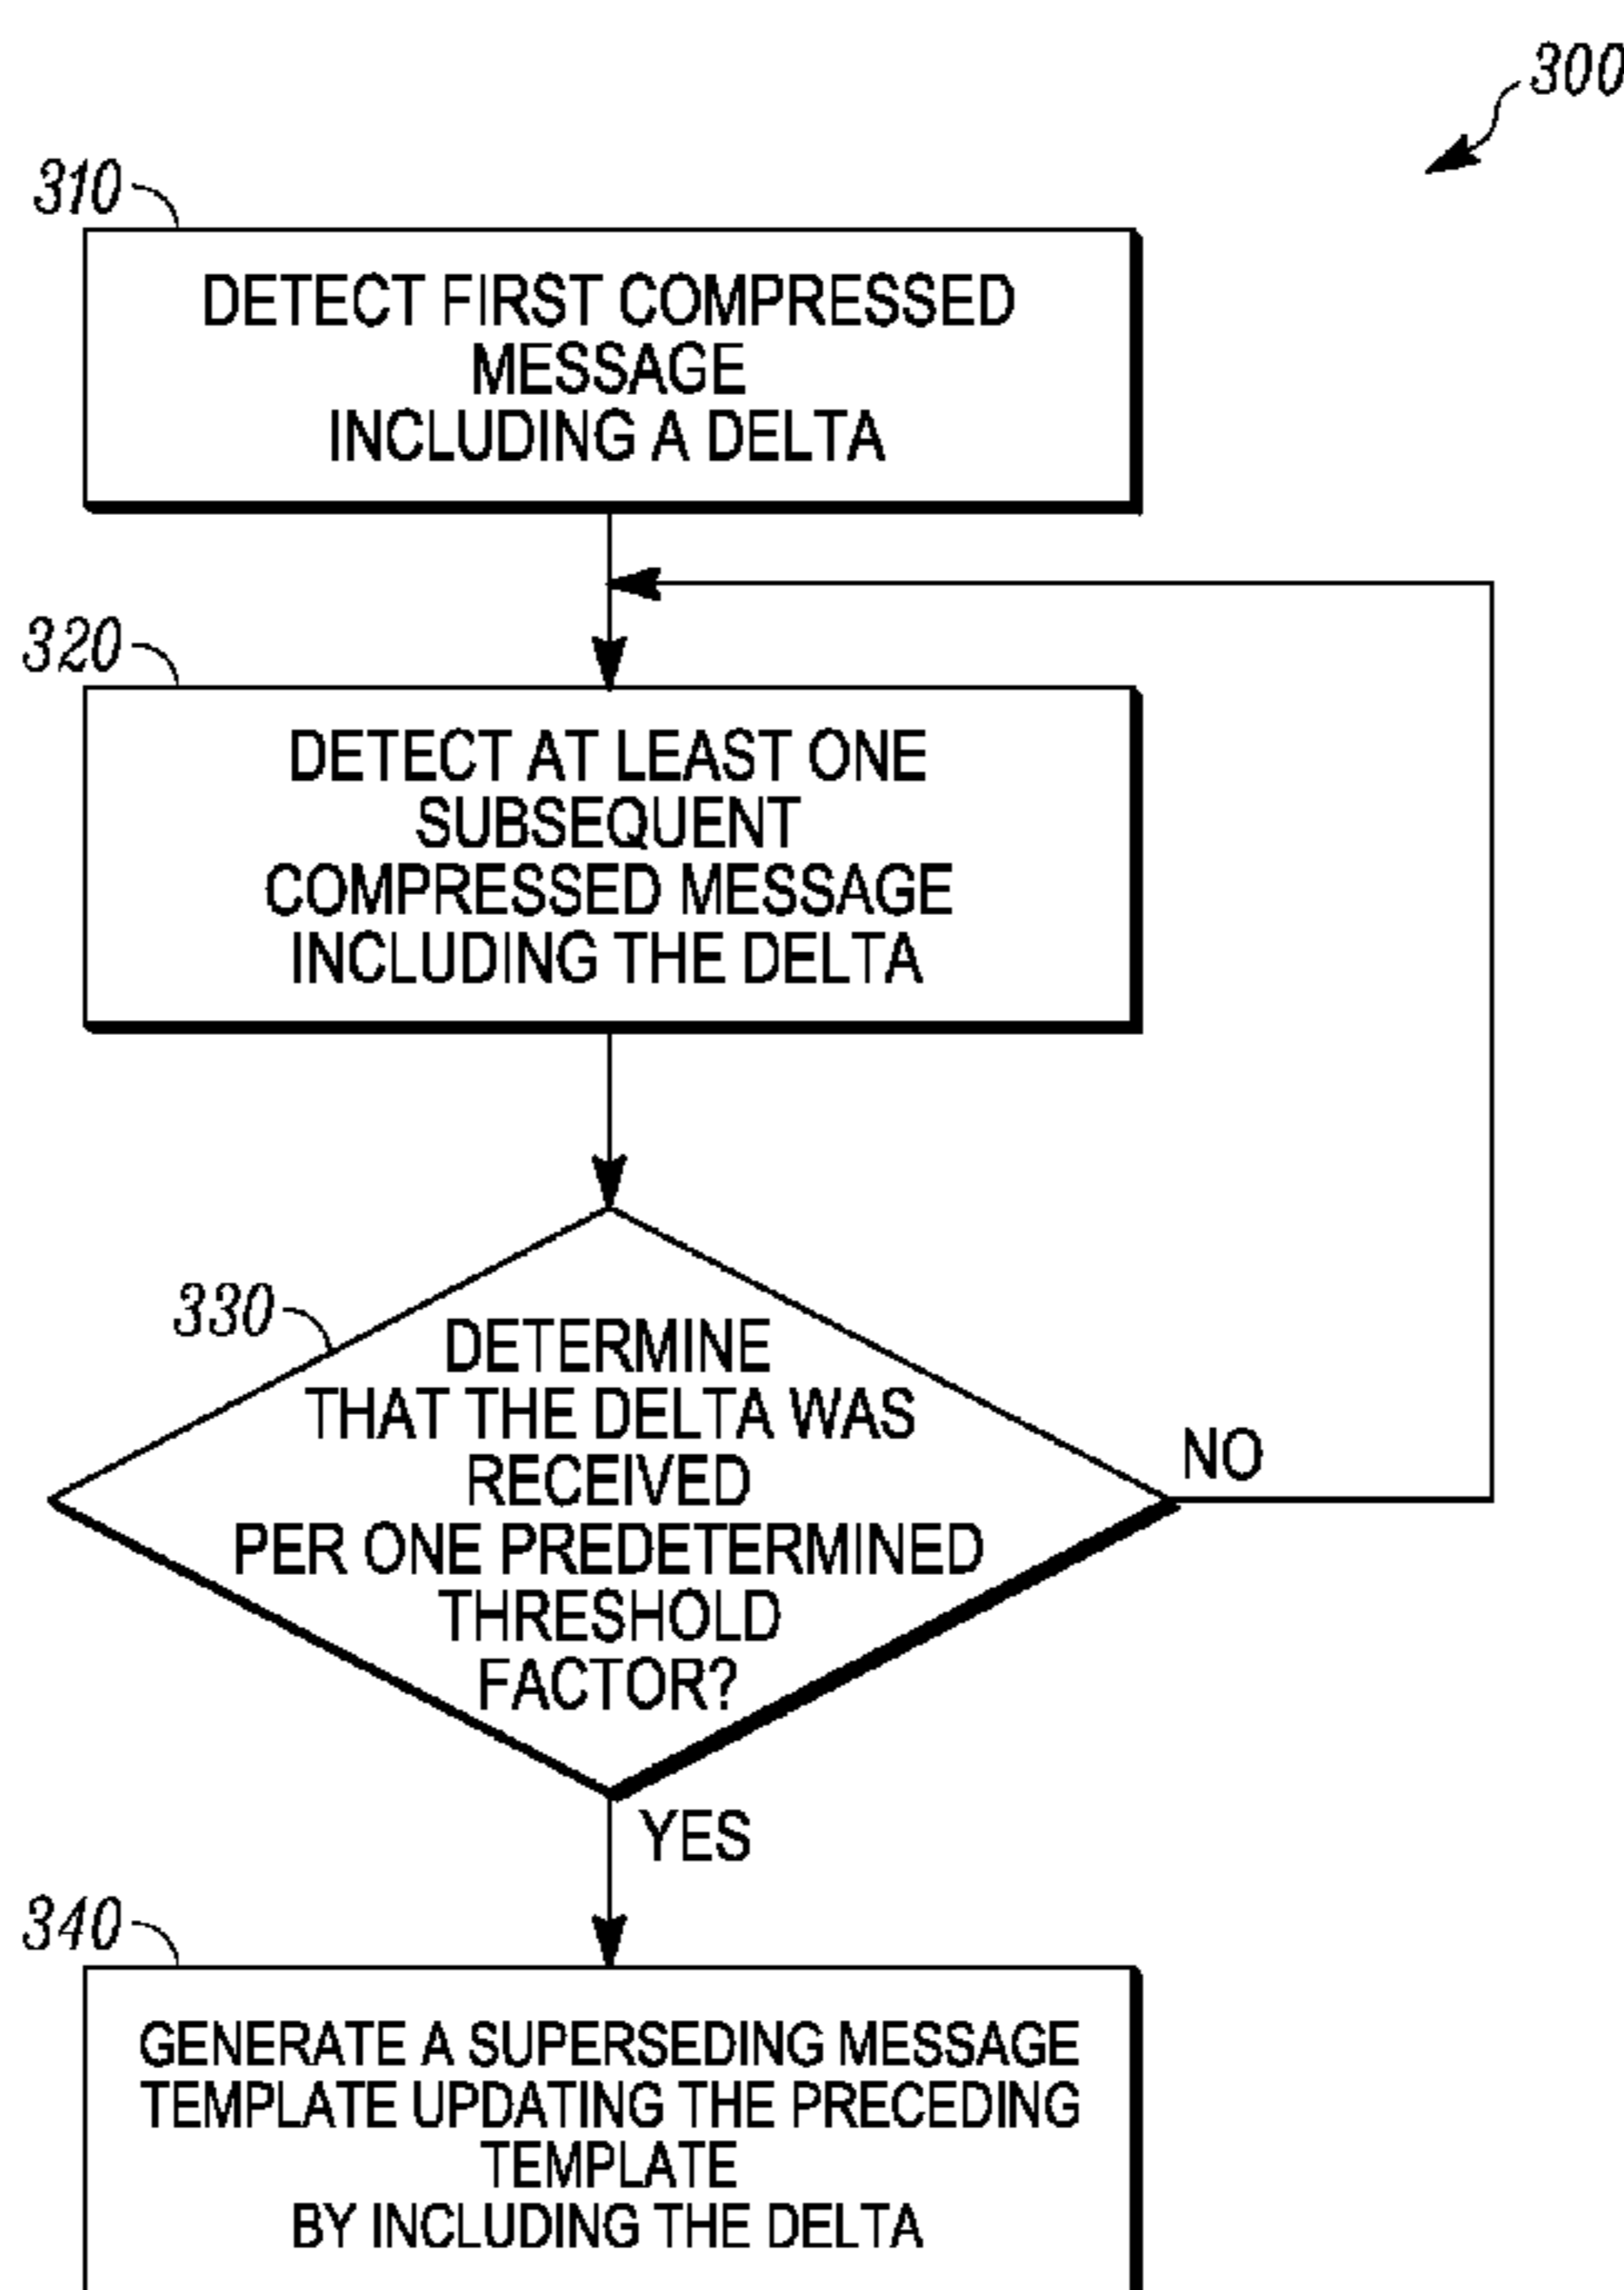 300
310
DETECT FIRST COMPRESSED
MESSAGE
INCLUDING A DELTA
320
DETECT AT LEAST ONE
SUBSEQUENT
COMPRESSED MESSAGE
INCLUDING THE DELTA
330
DETERMINE
THAT THE DELTA WAS
RECEIVED
PER ONE PREDETERMINED
THRESHOLD
FACTOR?
NO
YES
340
GENERATE A SUPERSEDING MESSAGE
TEMPLATE UPDATING THE PRECEDING
TEMPLATE
BY INCLUDING THE DELTA